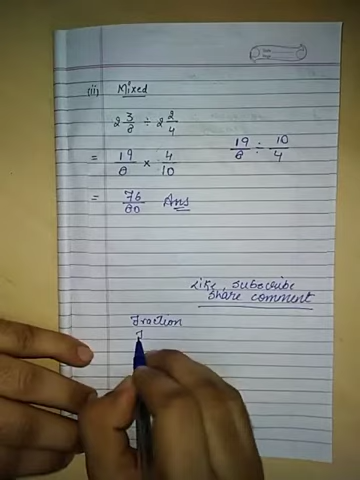 (ii) Mixed
2 3/8 ÷ 2 2/4
= 19/8 × 4/10
19/8 ÷ 10/4
= 76/80 Ans
Like, subscribe
Share comment
Fraction